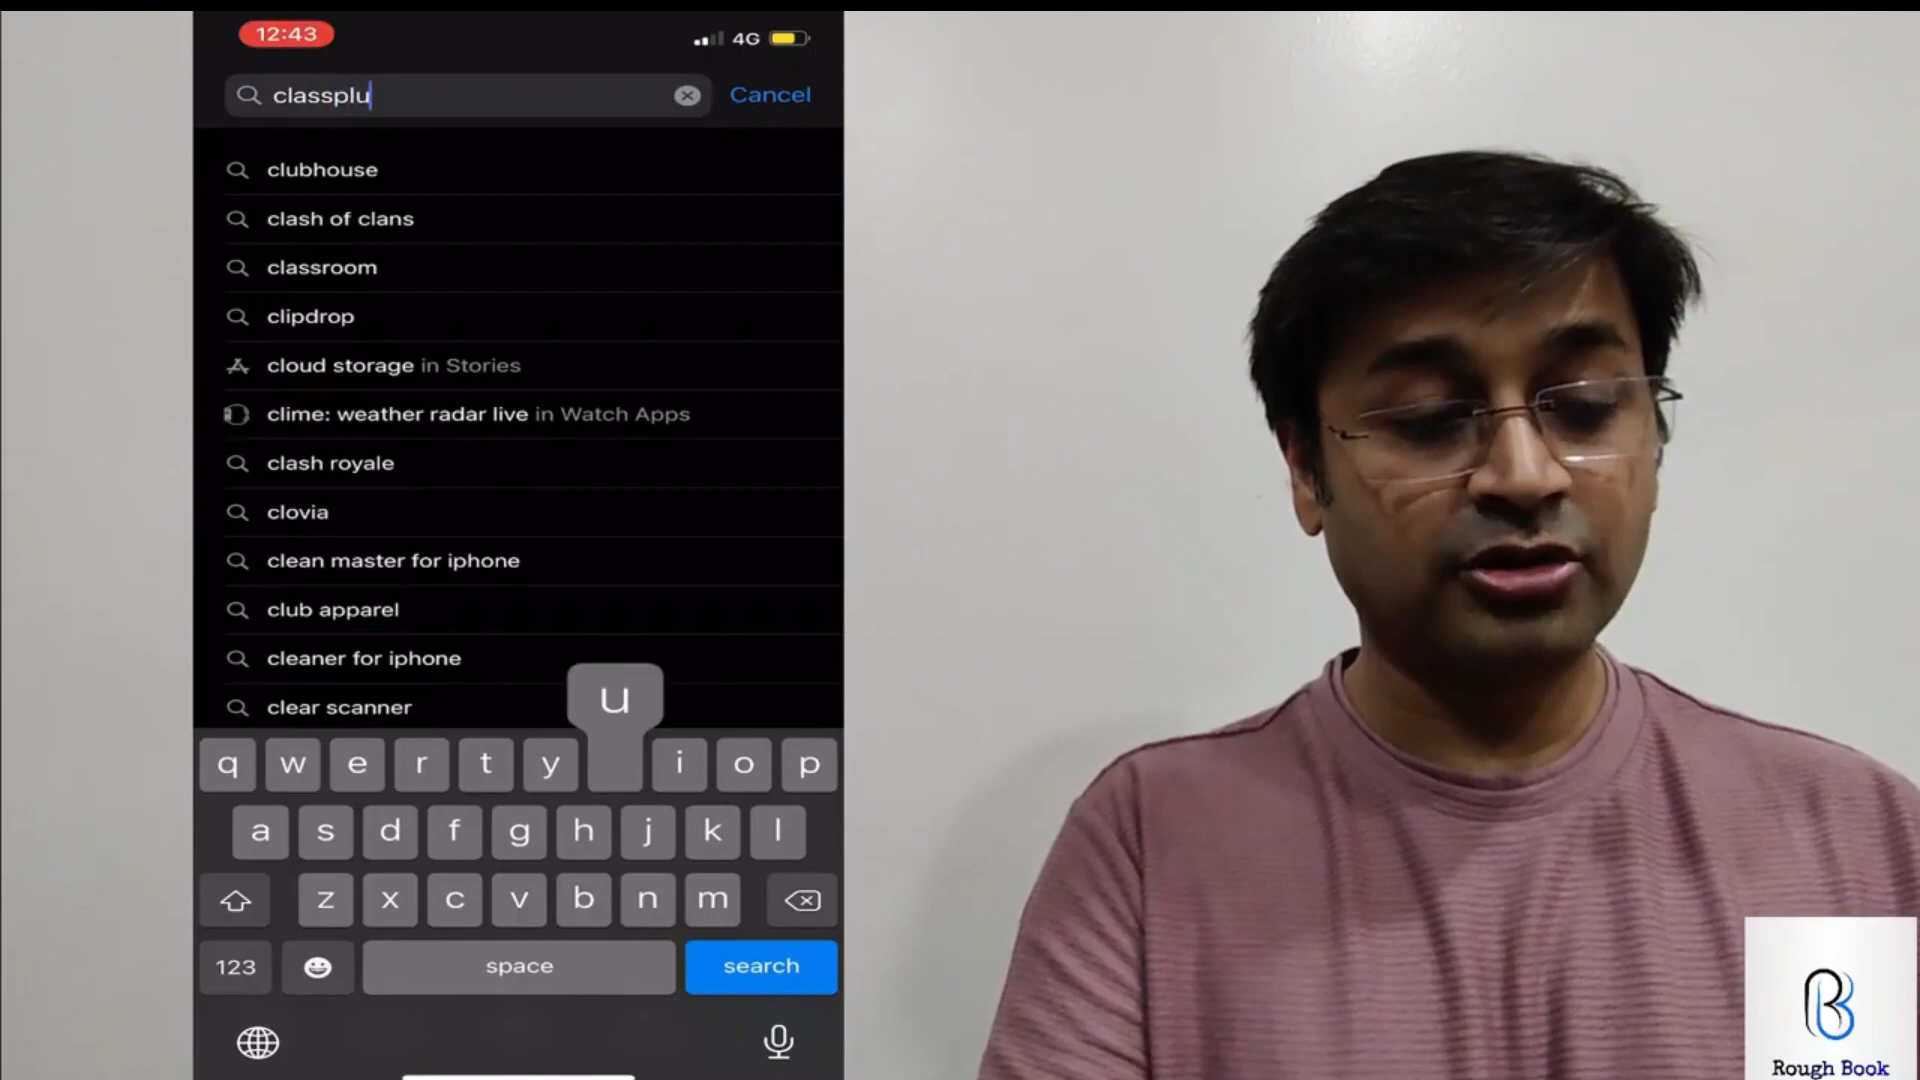 12:43
4G
classplu
Cancel
clubhouse
clash of clans
classroom
clipdrop
cloud storage in Stories
clime: weather radar live in Watch Apps
clash royale
clovia
clean master for iphone
club apparel
cleaner for iphone
clear scanner
u
q w e r t y i o p
a s d f g h j k l
z x c v b n m
123 space search
B
Rough Book